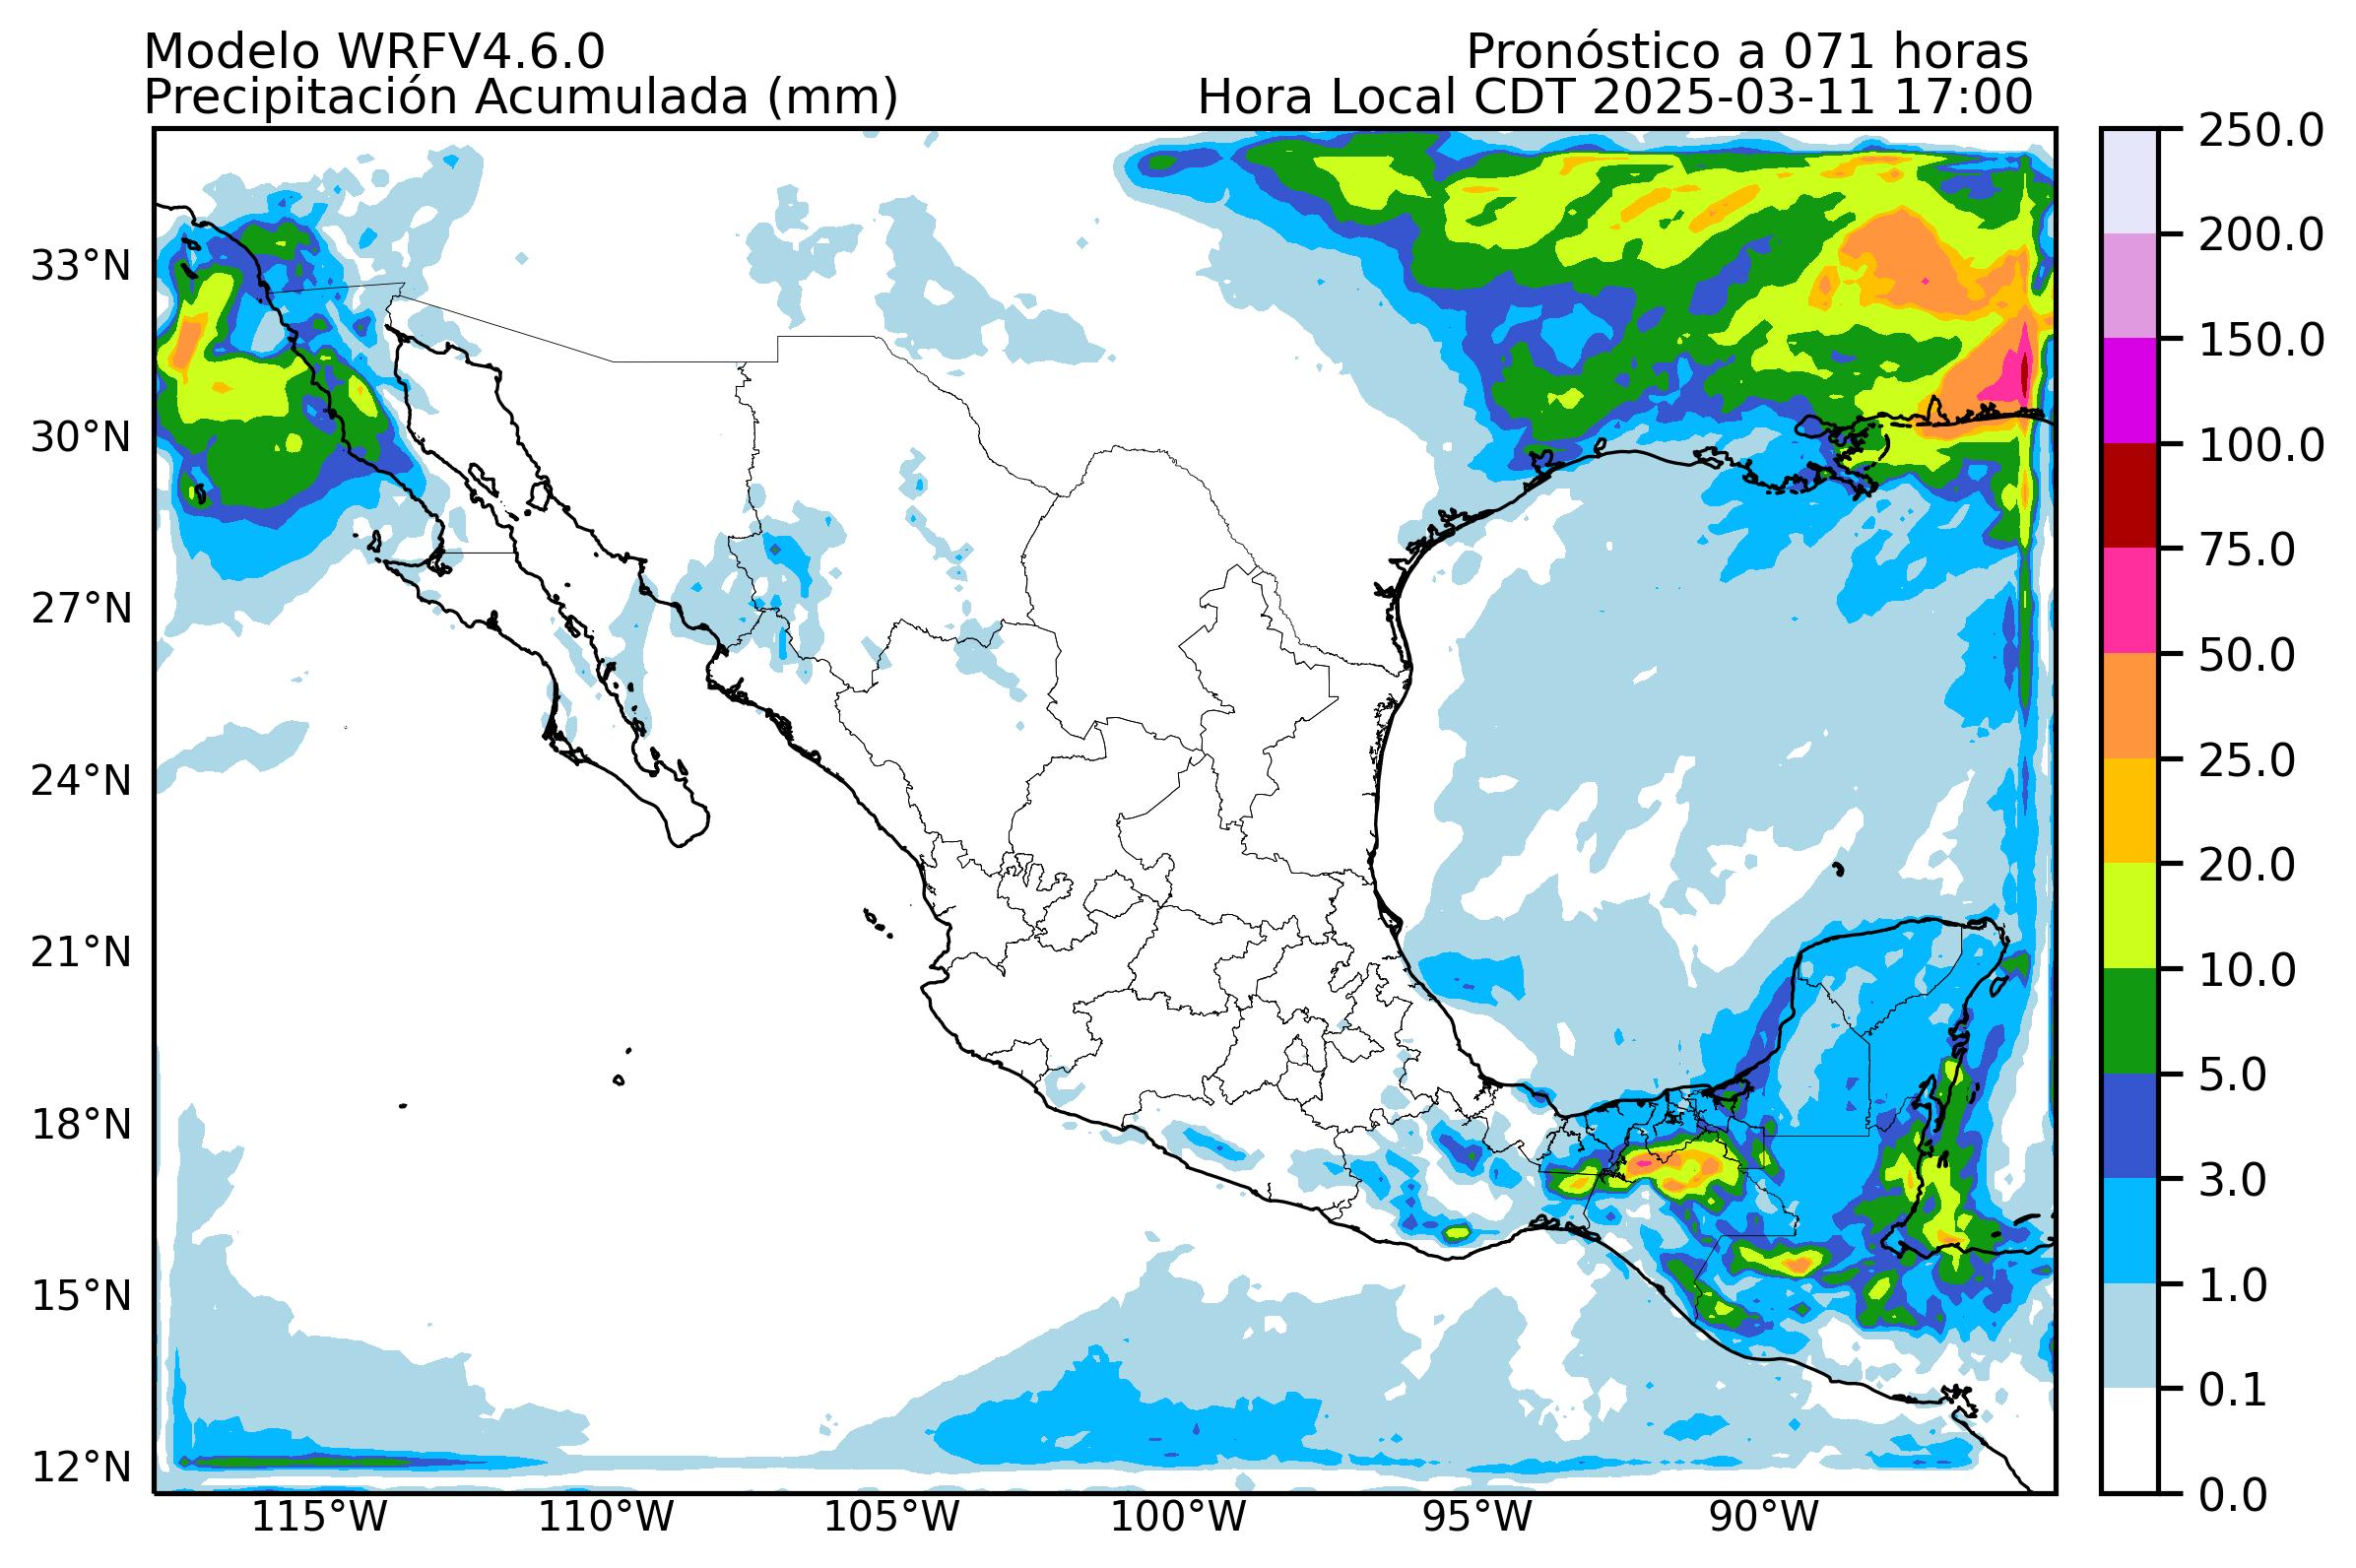 Modelo WRFV4.6.0
Pronóstico a 071 horas
Precipitación Acumulada (mm)
Hora Local CDT 2025-03-11 17:00
33°N
30°N
27°N
24°N
21°N
18°N
15°N
12°N
115°W
110°W
105°W
100°W
95°W
90°W
250.0
200.0
150.0
100.0
75.0
50.0
25.0
20.0
10.0
5.0
3.0
1.0
0.1
0.0